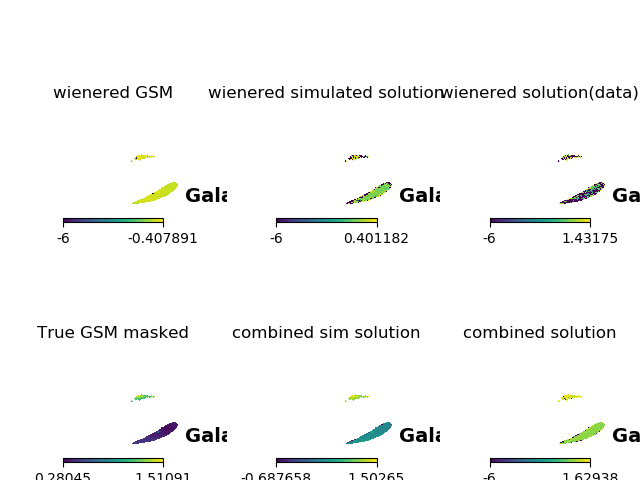 wienered GSM wienered simulated solution wienered solution(data)
Gala Gala Ga
-6 -0.407891 -6 0.401182 -6 1.43175
True GSM masked combined sim solution combined solution
Gala Gala Ga
0.28045 1.51091 -0.687658 1.50265 -6 1.62938